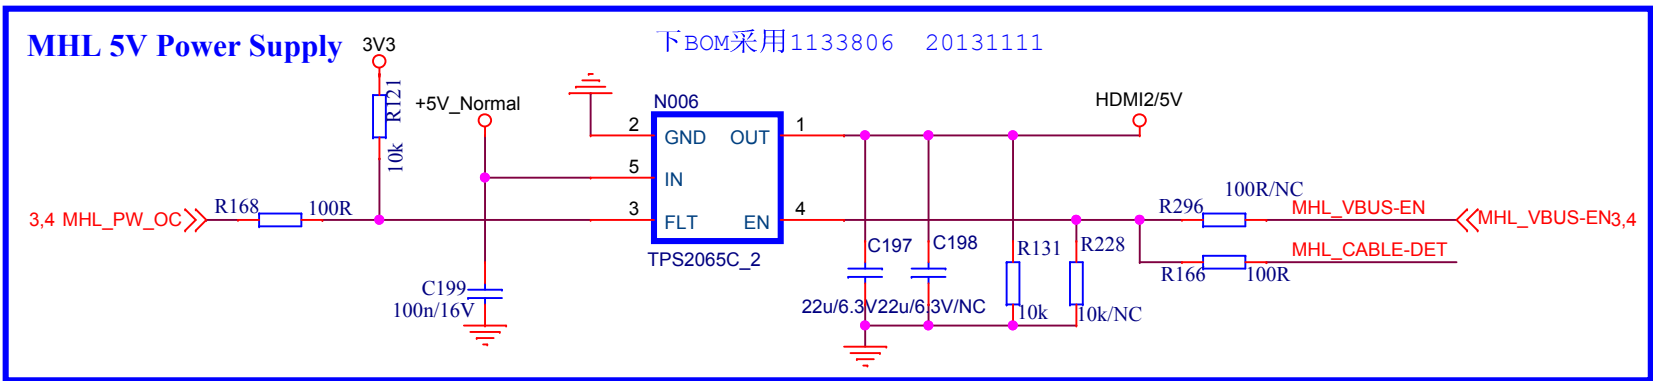 MHL 5V Power Supply
3V3
下BOM采用1133806 20131111
R121
10k
+5V_Normal
N006
HDMI2/5V
2 GND OUT 1
5 IN
3 FLT EN 4
TPS2065C_2
3,4 MHL_PW_OC
R168 100R
C199
100n/16V
C197
C198
22u/6.3V
22u/6.3V/NC
R131
10k
R228
10k/NC
100R/NC
R296
MHL_VBUS-EN
MHL_VBUS-EN3,4
MHL_CABLE-DET
R166 100R